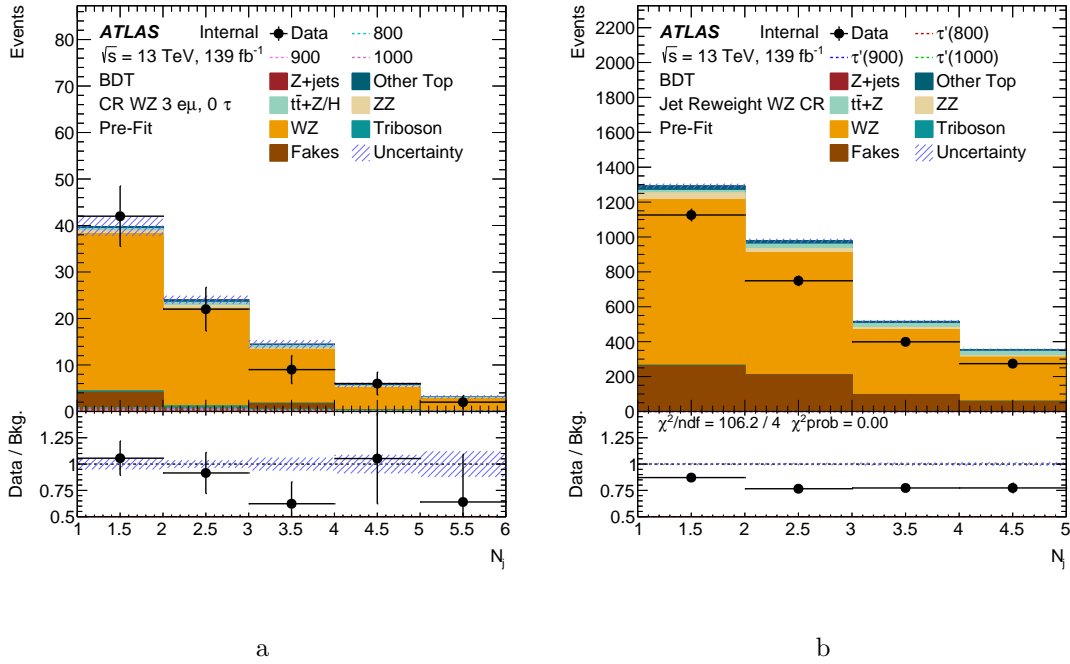 Events
ATLAS Internal
√s = 13 TeV, 139 fb-1
BDT
CR WZ 3 eμ, 0 τ
Pre-Fit
Data 800
900 1000
Z+jets Other Top
tt̄+Z/H ZZ
WZ Triboson
Fakes Uncertainty
80
70
60
50
40
30
20
10
0
Data / Bkg.
1.25
1
0.75
0.5
1 1.5 2 2.5 3 3.5 4 4.5 5 5.5 6
Nj
a
Events
ATLAS Internal
√s = 13 TeV, 139 fb-1
BDT
Jet Reweight WZ CR
Pre-Fit
Data τ'(800)
τ'(900) τ'(1000)
Z+jets Other Top
tt̄+Z ZZ
WZ Triboson
Fakes Uncertainty
2200
2000
1800
1600
1400
1200
1000
800
600
400
200
0
χ2/ndf = 106.2 / 4 χ2prob = 0.00
Data / Bkg.
1.25
1
0.75
0.5
1 1.5 2 2.5 3 3.5 4 4.5 5
Nj
b